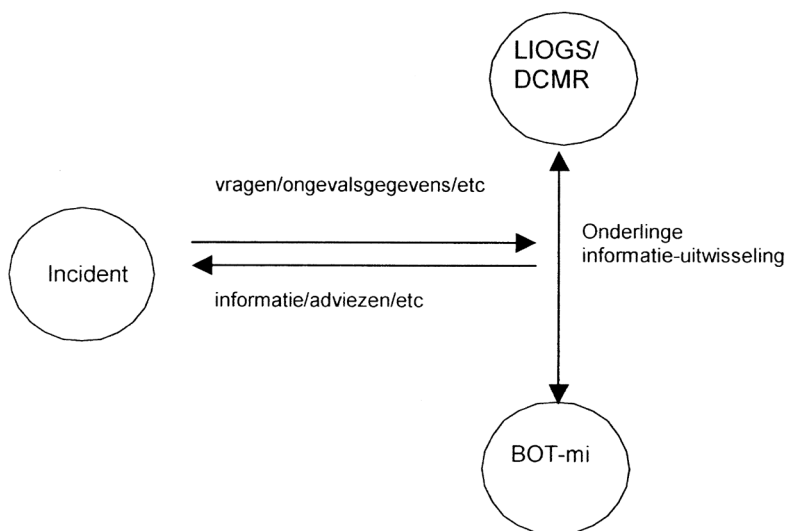 LIOGS/
DCMR
vragen/ongevalsgegevens/etc
Onderlinge
informatie-uitwisseling
Incident
informatie/adviezen/etc
BOT-mi